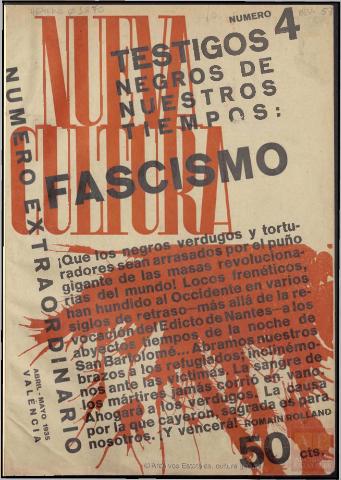 NUMERO 4
NUEVA
CULTURA
TESTIGOS
NEGROS DE
NUESTROS
TIEMPOS:
FASCISMO
NUMERO EXTRAORDINARIO
ABRIL-MAYO 1935
VALENCIA
¡Que los negros verdugos y tortu-
radores sean arrasados por el puño
gigante de las masas revoluciona-
rias del mundo! Locos frenéticos,
han hundido al Occidente en varios
siglos de retraso—más allá de la re-
vocación del Edicto de Nantes—a los
abyectos tiempos de la noche de
San Bartolomé... Abramos nuestros
brazos a los refugiados; inclinémo-
nos ante las víctimas. La sangre de
los mártires jamás corrió en vano.
Ahogará a los verdugos. La causa
por la que cayeron, sagrada es para
nosotros. ¡Y vencerá! ROMAIN ROLLAND
50 cts.